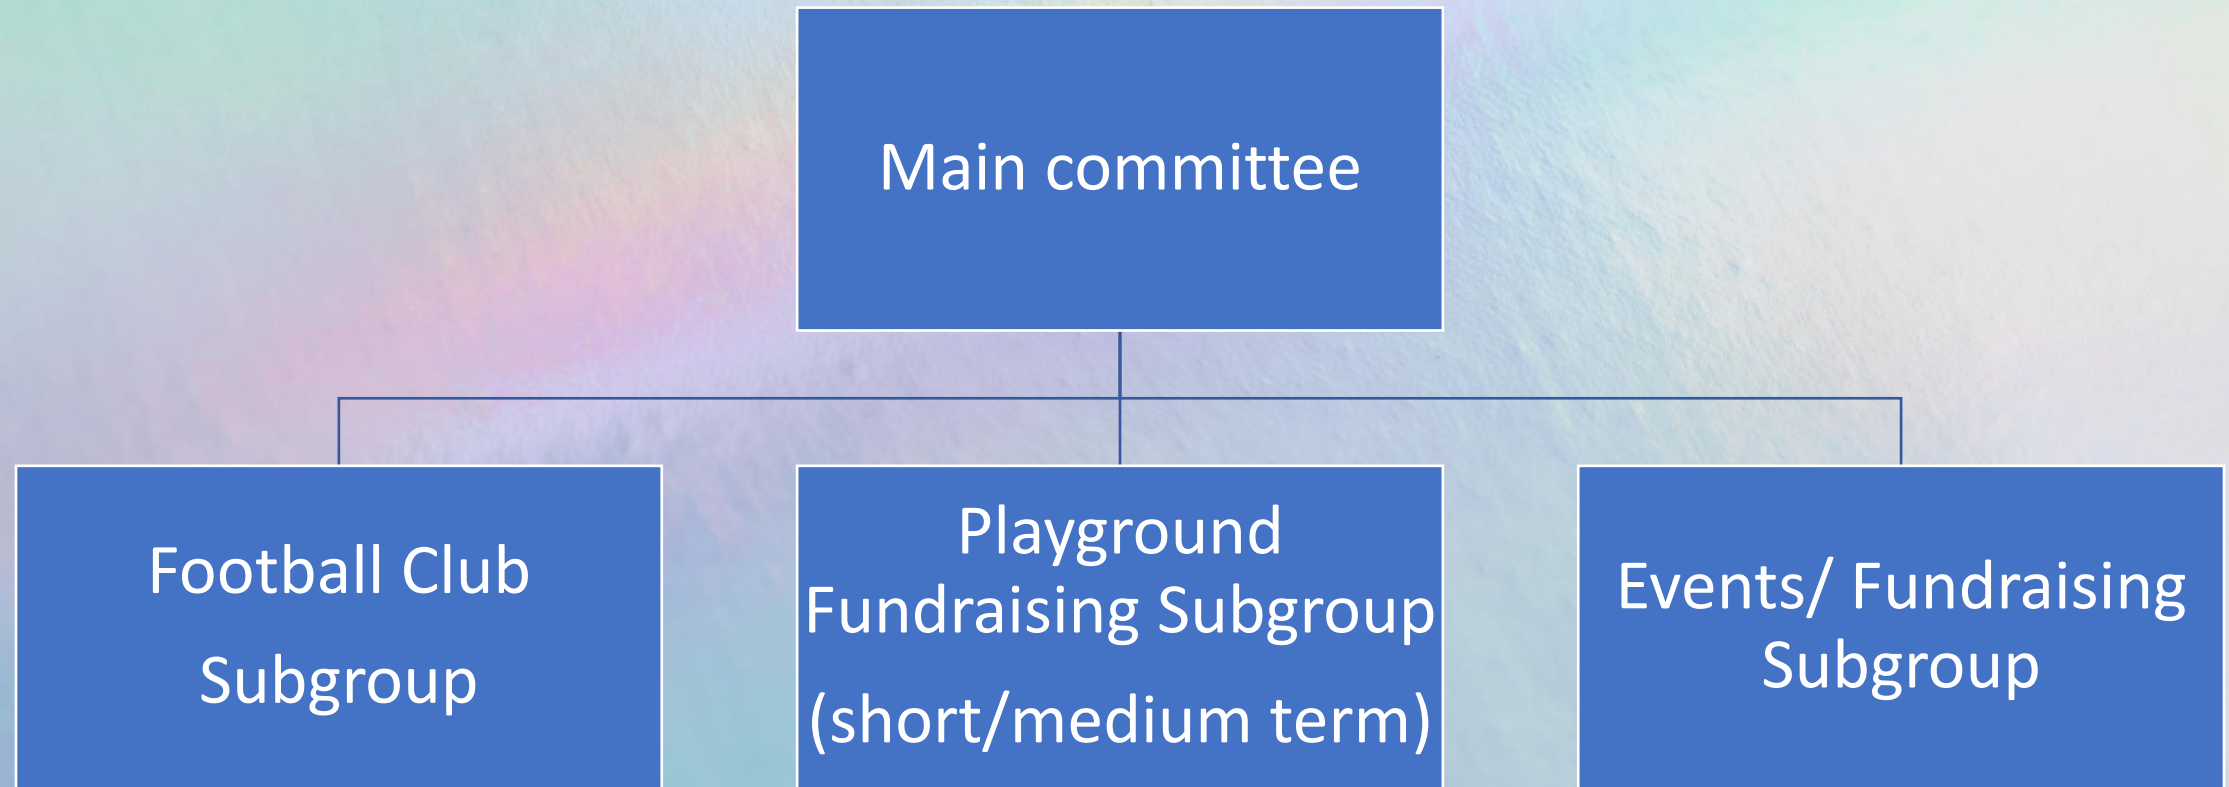 Main committee
Football Club
Subgroup
Playground
Fundraising Subgroup
(short/medium term)
Events/ Fundraising
Subgroup